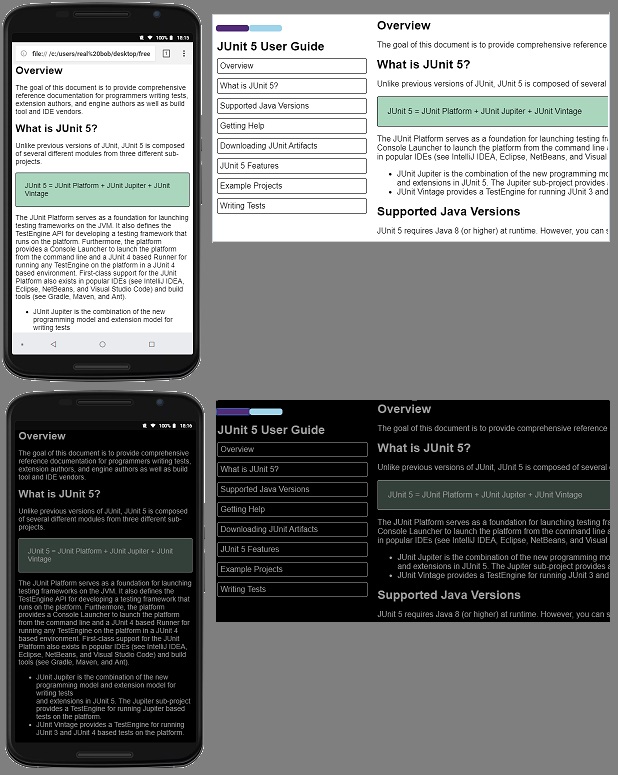 100% 18:15
file:// /c:/users/real%20bob/desktop/free
1
Overview
The goal of this document is to provide comprehensive
reference documentation for programmers writing tests,
extension authors, and engine authors as well as build
tool and IDE vendors.
What is JUnit 5?
Unlike previous versions of JUnit, JUnit 5 is composed
of several different modules from three different sub-
projects.
JUnit 5 = JUnit Platform + JUnit Jupiter + JUnit
Vintage
The JUnit Platform serves as a foundation for launching
testing frameworks on the JVM. It also defines the
TestEngine API for developing a testing framework that
runs on the platform. Furthermore, the platform
provides a Console Launcher to launch the platform
from the command line and a JUnit 4 based Runner for
running any TestEngine on the platform in a JUnit 4
based environment. First-class support for the JUnit
Platform also exists in popular IDEs (see IntelliJ IDEA,
Eclipse, NetBeans, and Visual Studio Code) and build
tools (see Gradle, Maven, and Ant).
JUnit Jupiter is the combination of the new
programming model and extension model for
writing tests
JUnit 5 User Guide
Overview
What is JUnit 5?
Supported Java Versions
Getting Help
Downloading JUnit Artifacts
JUnit 5 Features
Example Projects
Writing Tests
Overview
The goal of this document is to provide comprehensive reference
What is JUnit 5?
Unlike previous versions of JUnit, JUnit 5 is composed of several
JUnit 5 = JUnit Platform + JUnit Jupiter + JUnit Vintage
The JUnit Platform serves as a foundation for launching testing fr
Console Launcher to launch the platform from the command line a
in popular IDEs (see IntelliJ IDEA, Eclipse, NetBeans, and Visual
JUnit Jupiter is the combination of the new programming mo
and extensions in JUnit 5. The Jupiter sub-project provides
JUnit Vintage provides a TestEngine for running JUnit 3 and
Supported Java Versions
JUnit 5 requires Java 8 (or higher) at runtime. However, you can s
100% 18:16
Overview
The goal of this document is to provide comprehensive
reference documentation for programmers writing tests,
extension authors, and engine authors as well as build
tool and IDE vendors.
What is JUnit 5?
Unlike previous versions of JUnit, JUnit 5 is composed
of several different modules from three different sub-
projects.
JUnit 5 = JUnit Platform + JUnit Jupiter + JUnit
Vintage
The JUnit Platform serves as a foundation for launching
testing frameworks on the JVM. It also defines the
TestEngine API for developing a testing framework that
runs on the platform. Furthermore, the platform
provides a Console Launcher to launch the platform
from the command line and a JUnit 4 based Runner for
running any TestEngine on the platform in a JUnit 4
based environment. First-class support for the JUnit
Platform also exists in popular IDEs (see IntelliJ IDEA,
Eclipse, NetBeans, and Visual Studio Code) and build
tools (see Gradle, Maven, and Ant).
JUnit Jupiter is the combination of the new
programming model and extension model for
writing tests
and extensions in JUnit 5. The Jupiter sub-project
provides a TestEngine for running Jupiter based
tests on the platform.
JUnit Vintage provides a TestEngine for running
JUnit 3 and JUnit 4 based tests on the platform.
JUnit 5 User Guide
Overview
What is JUnit 5?
Supported Java Versions
Getting Help
Downloading JUnit Artifacts
JUnit 5 Features
Example Projects
Writing Tests
Overview
The goal of this document is to provide comprehensive reference
What is JUnit 5?
Unlike previous versions of JUnit, JUnit 5 is composed of several
JUnit 5 = JUnit Platform + JUnit Jupiter + JUnit Vintage
The JUnit Platform serves as a foundation for launching testing fra
Console Launcher to launch the platform from the command line a
in popular IDEs (see IntelliJ IDEA, Eclipse, NetBeans, and Visual
JUnit Jupiter is the combination of the new programming mo
and extensions in JUnit 5. The Jupiter sub-project provides a
JUnit Vintage provides a TestEngine for running JUnit 3 and
Supported Java Versions
JUnit 5 requires Java 8 (or higher) at runtime. However, you can s